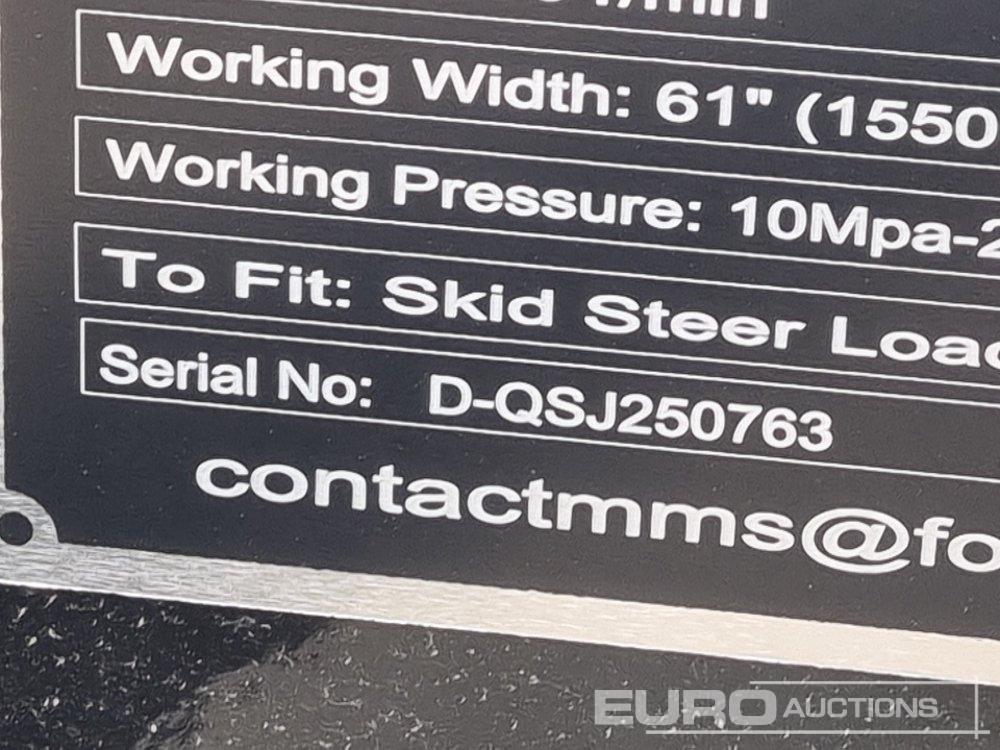 Working Width: 61" (1550
Working Pressure: 10Mpa-2
To Fit: Skid Steer Loa
Serial No: D-QSJ250763
contactmms@fo
EURO AUCTIONS